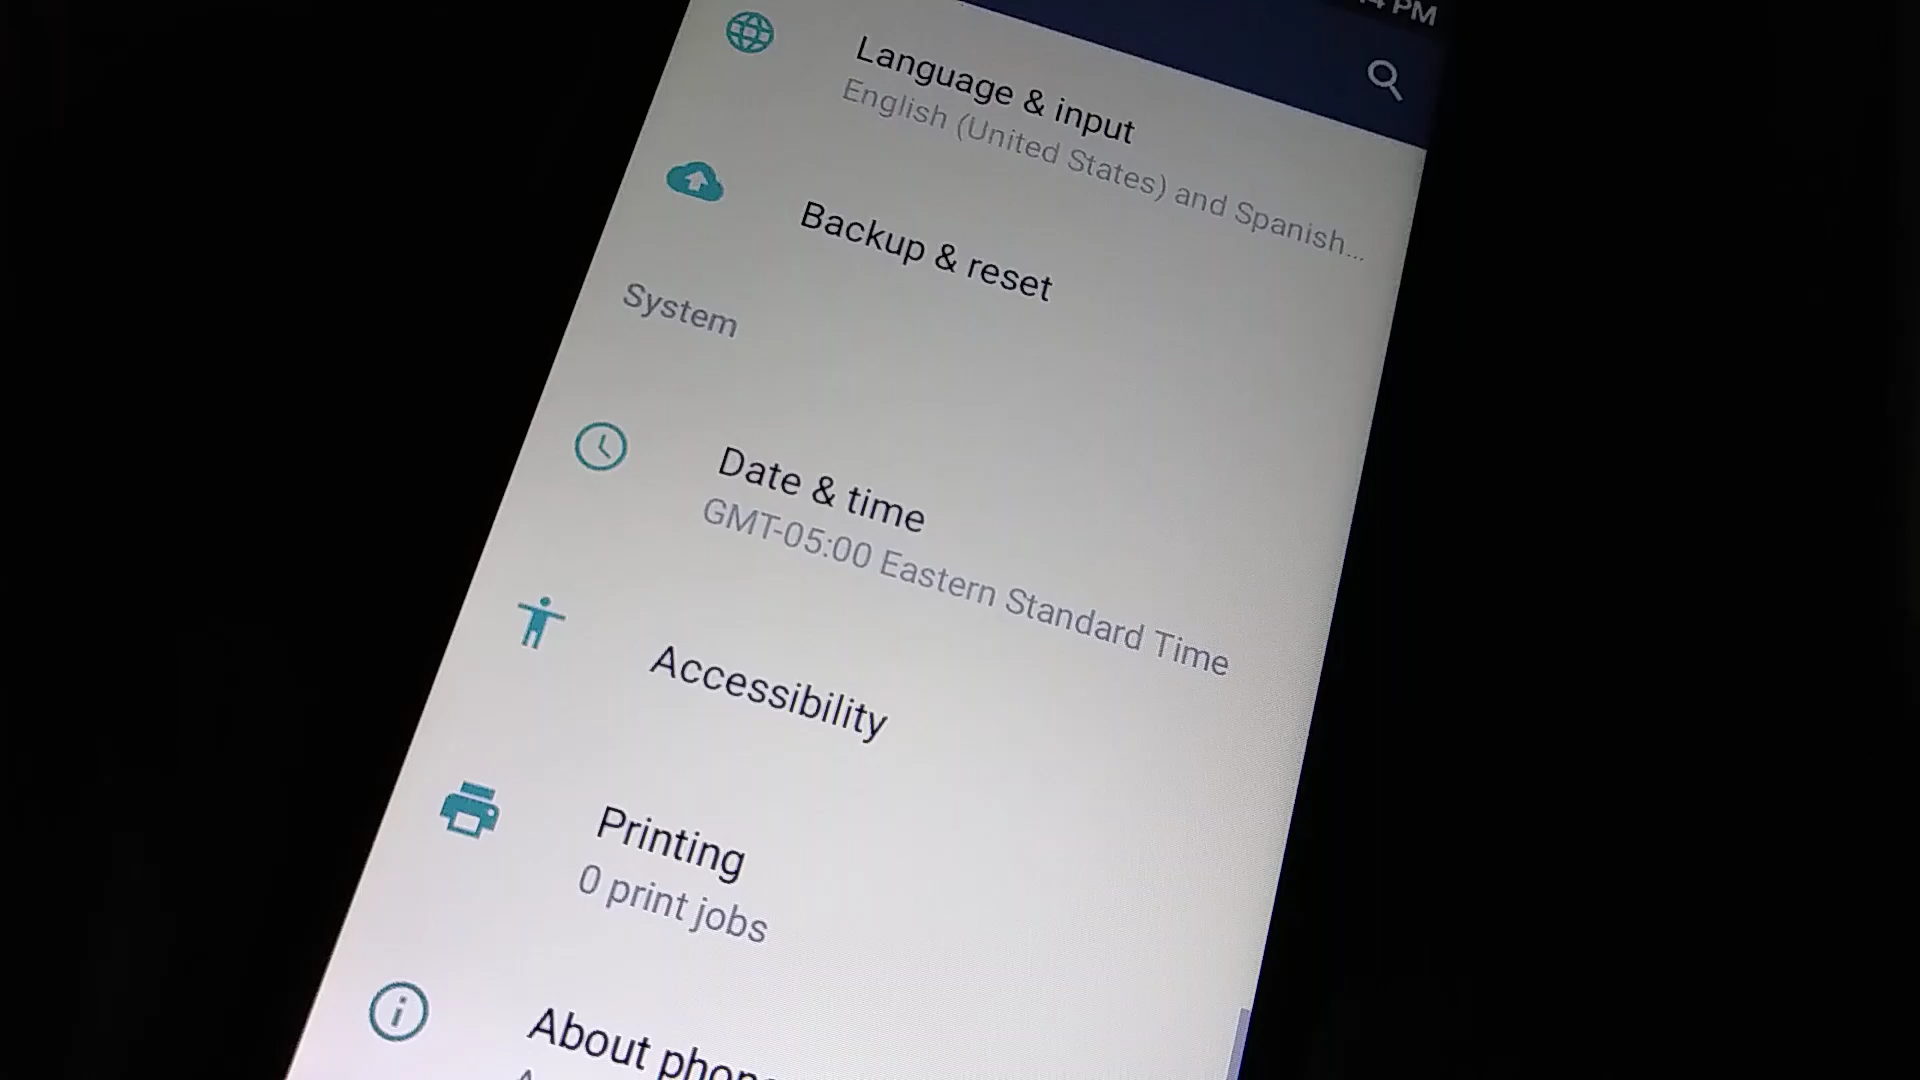 PM
Language & input
English (United States) and Spanish...
Backup & reset
System
Date & time
GMT-05:00 Eastern Standard Time
Accessibility
Printing
0 print jobs
About